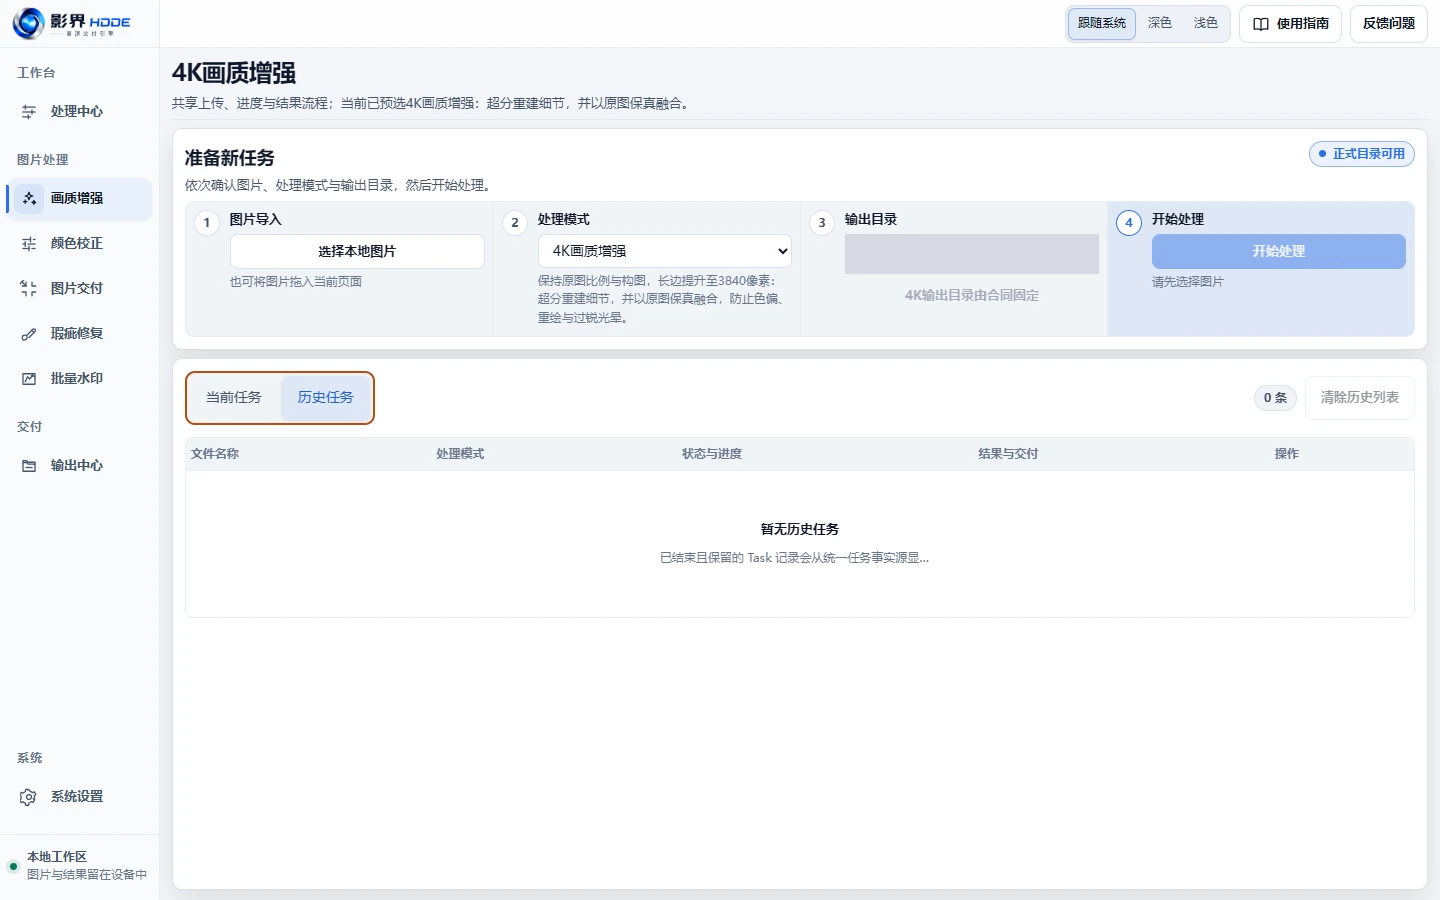 影界 HDDE
高清交付引擎
跟随系统
深色
浅色
使用指南
反馈问题
工作台
处理中心
图片处理
画质增强
颜色校正
图片交付
瑕疵修复
批量水印
交付
输出中心
系统
系统设置
本地工作区
图片与结果留在设备中
4K画质增强
共享上传、进度与结果流程；当前已预选4K画质增强：超分重建细节，并以原图保真融合。
准备新任务
正式目录可用
依次确认图片、处理模式与输出目录，然后开始处理。
1
图片导入
选择本地图片
也可将图片拖入当前页面
2
处理模式
4K画质增强
保持原图比例与构图，长边提升至3840像素：
超分重建细节，并以原图保真融合，防止色偏、
重绘与过锐光晕。
3
输出目录
4K输出目录由合同固定
4
开始处理
开始处理
请先选择图片
当前任务
历史任务
0 条
清除历史列表
文件名称
处理模式
状态与进度
结果与交付
操作
暂无历史任务
已结束且保留的 Task 记录会从统一任务事实源显...